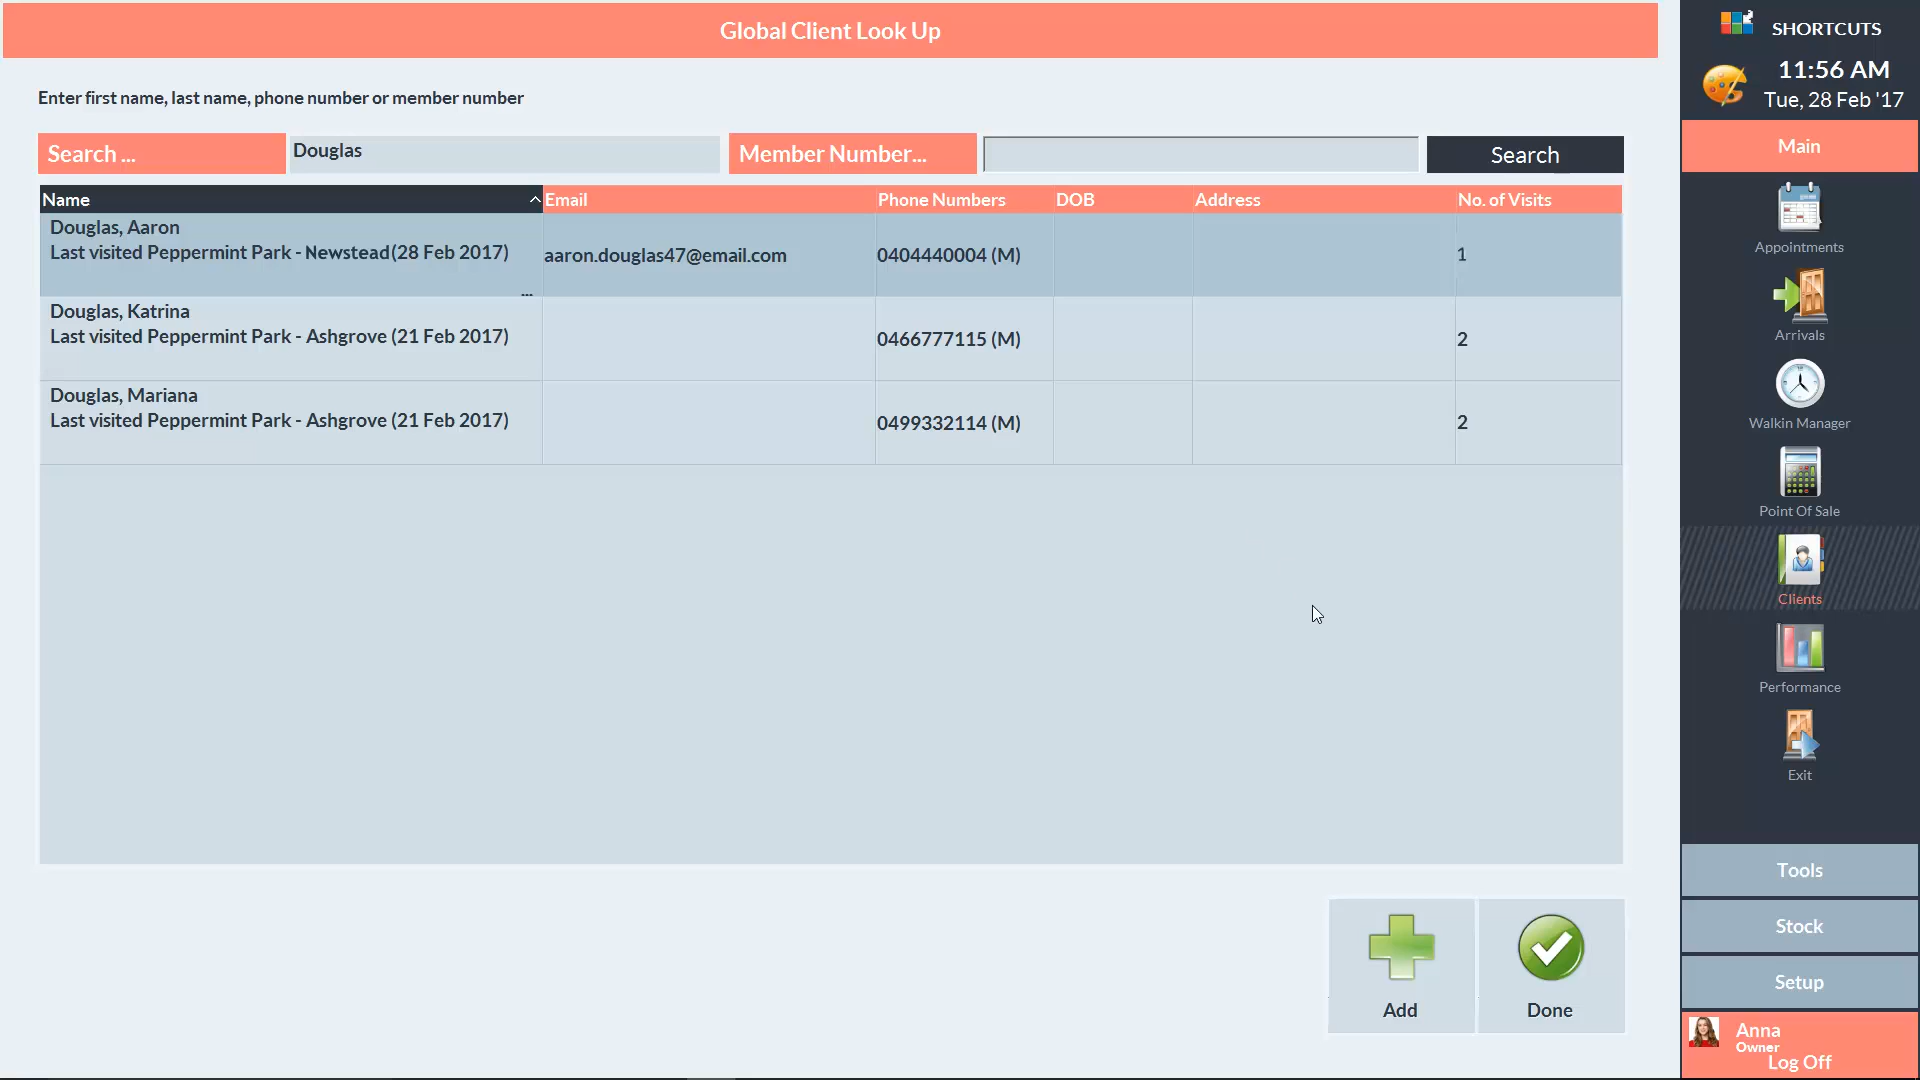 Global Client Look Up
SHORTCUTS
11:56 AM
Tue, 28 Feb '17
Enter first name, last name, phone number or member number
Search ...
Douglas
Member Number...
Search
Name
Email
Phone Numbers
DOB
Address
No. of Visits
Douglas, Aaron
Last visited Peppermint Park - Newstead (28 Feb 2017)
...
aaron.douglas47@email.com
0404440004 (M)
1
Douglas, Katrina
Last visited Peppermint Park - Ashgrove (21 Feb 2017)
0466777115 (M)
2
Douglas, Mariana
Last visited Peppermint Park - Ashgrove (21 Feb 2017)
0499332114 (M)
2
Add
Done
Main
Appointments
Arrivals
Walkin Manager
Point Of Sale
Clients
Performance
Exit
Tools
Stock
Setup
Anna
Owner
Log Off